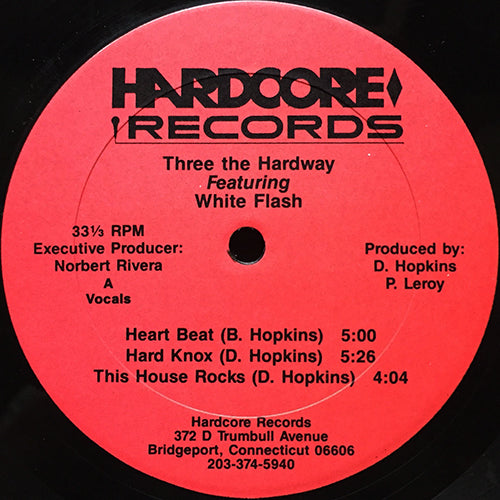 HARDCORE
RECORDS
Three the Hardway
Featuring
White Flash
33⅓ RPM
Executive Producer:
Norbert Rivera
A
Vocals
Produced by:
D. Hopkins
P. Leroy
Heart Beat (B. Hopkins) 5:00
Hard Knox (D. Hopkins) 5:26
This House Rocks (D. Hopkins) 4:04
Hardcore Records
372 D Trumbull Avenue
Bridgeport, Connecticut 06606
203-374-5940